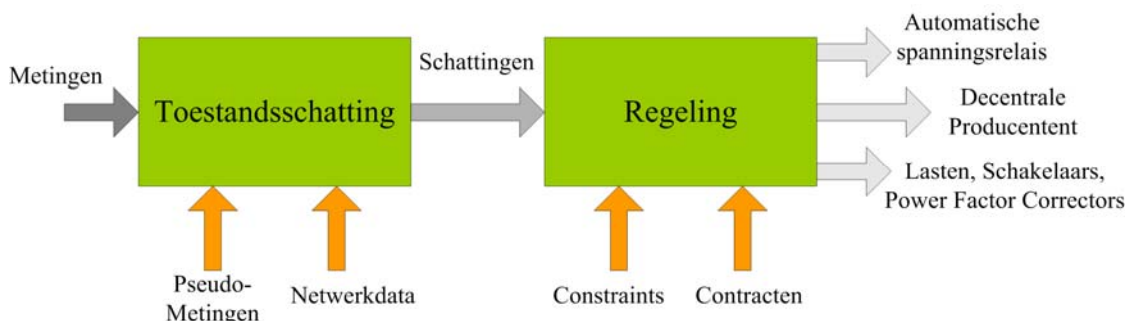 Metingen
Toestandsschatting
Schattingen
Regeling
Automatische
spanningsrelais
Decentrale
Producentent
Lasten, Schakelaars,
Power Factor Correctors
Pseudo-
Metingen
Netwerkdata
Constraints
Contracten